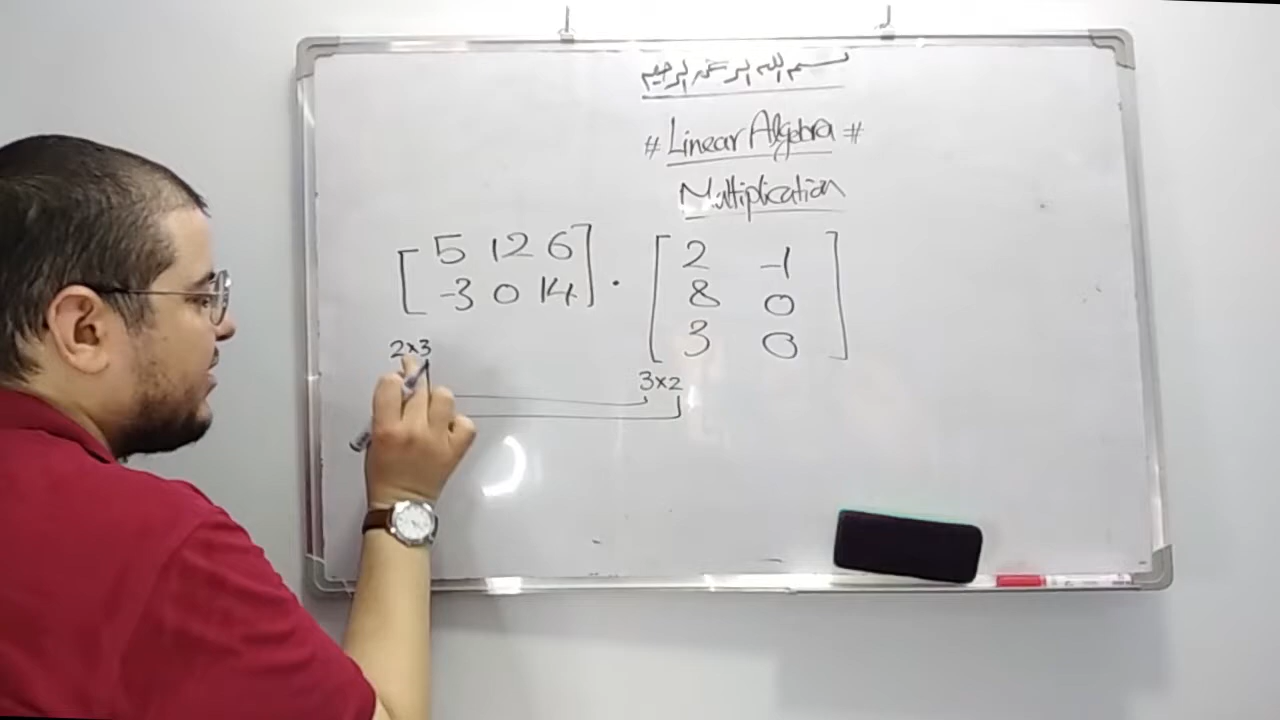 بسم الله الرحمن الرحيم
# Linear Algebra #
Multiplication
[ 5 12 6 ] . [ 2 -1 ]
[ -3 0 14 ] [ 8 0 ]
[ 3 0 ]
2×3
3×2